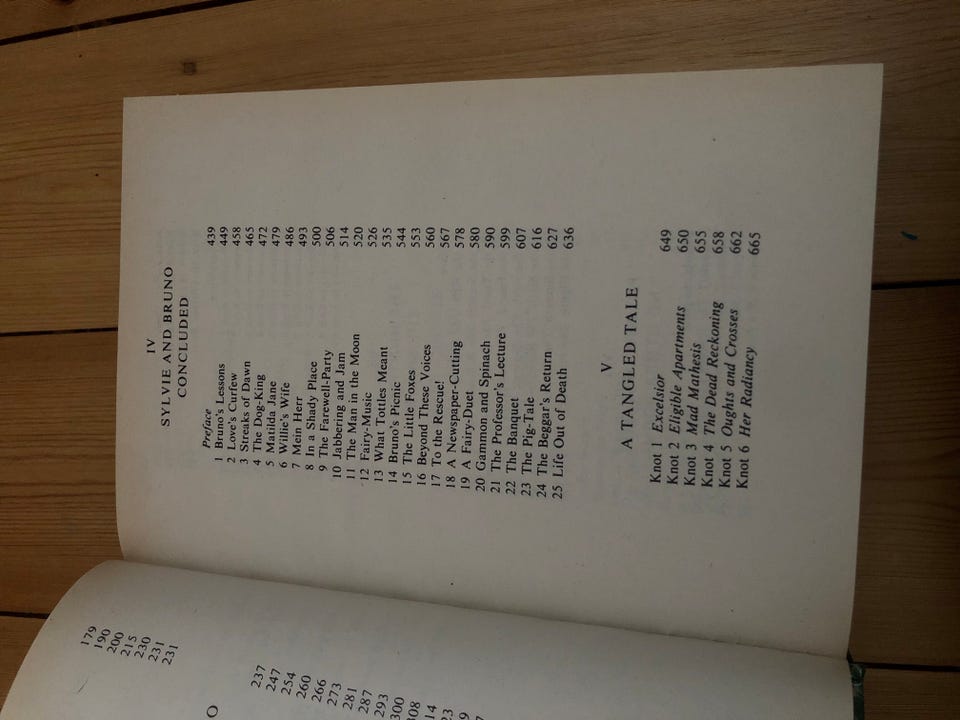 179
190
200
215
230
231
231
O
237
247
254
260
266
273
281
287
293
300
308
14
23
9
IV
SYLVIE AND BRUNO
CONCLUDED
Preface 439
1 Bruno's Lessons 449
2 Love's Curfew 458
3 Streaks of Dawn 465
4 The Dog-King 472
5 Matilda Jane 479
6 Willie's Wife 486
7 Mein Herr 493
8 In a Shady Place 500
9 The Farewell-Party 506
10 Jabbering and Jam 514
11 The Man in the Moon 520
12 Fairy-Music 526
13 What Tottles Meant 535
14 Bruno's Picnic 544
15 The Little Foxes 553
16 Beyond These Voices 560
17 To the Rescue! 567
18 A Newspaper-Cutting 578
19 A Fairy-Duet 580
20 Gammon and Spinach 590
21 The Professor's Lecture 599
22 The Banquet 607
23 The Pig-Tale 616
24 The Beggar's Return 627
25 Life Out of Death 636
V
A TANGLED TALE
Knot 1 Excelsior 649
Knot 2 Eligible Apartments 650
Knot 3 Mad Mathesis 655
Knot 4 The Dead Reckoning 658
Knot 5 Oughts and Crosses 662
Knot 6 Her Radiancy 665